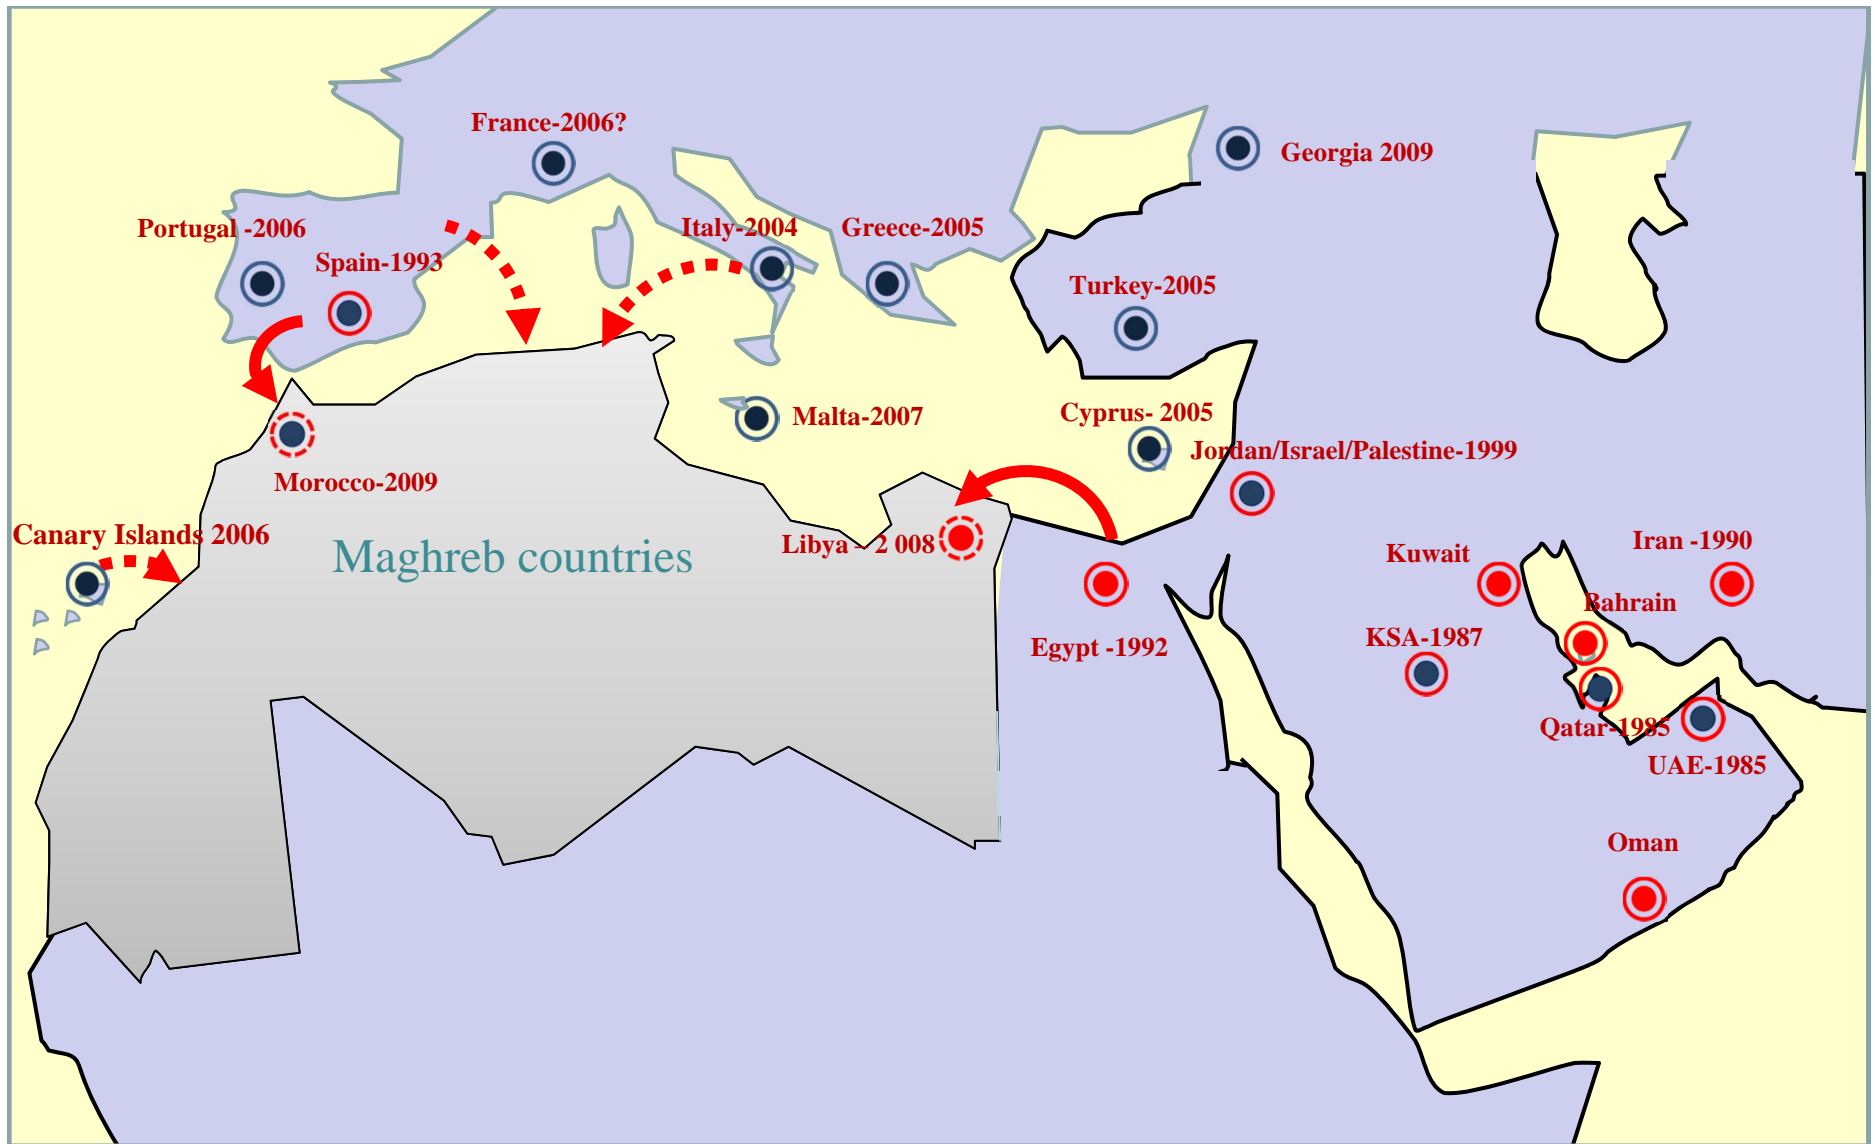 France-2006?
Georgia 2009
Portugal -2006
Italy-2004
Greece-2005
Spain-1993
Turkey-2005
Malta-2007
Cyprus- 2005
Jordan/Israel/Palestine-1999
Morocco-2009
Canary Islands 2006
Maghreb countries
Libya – 2 008
Kuwait
Iran -1990
Bahrain
Egypt -1992
KSA-1987
Qatar-1985
UAE-1985
Oman